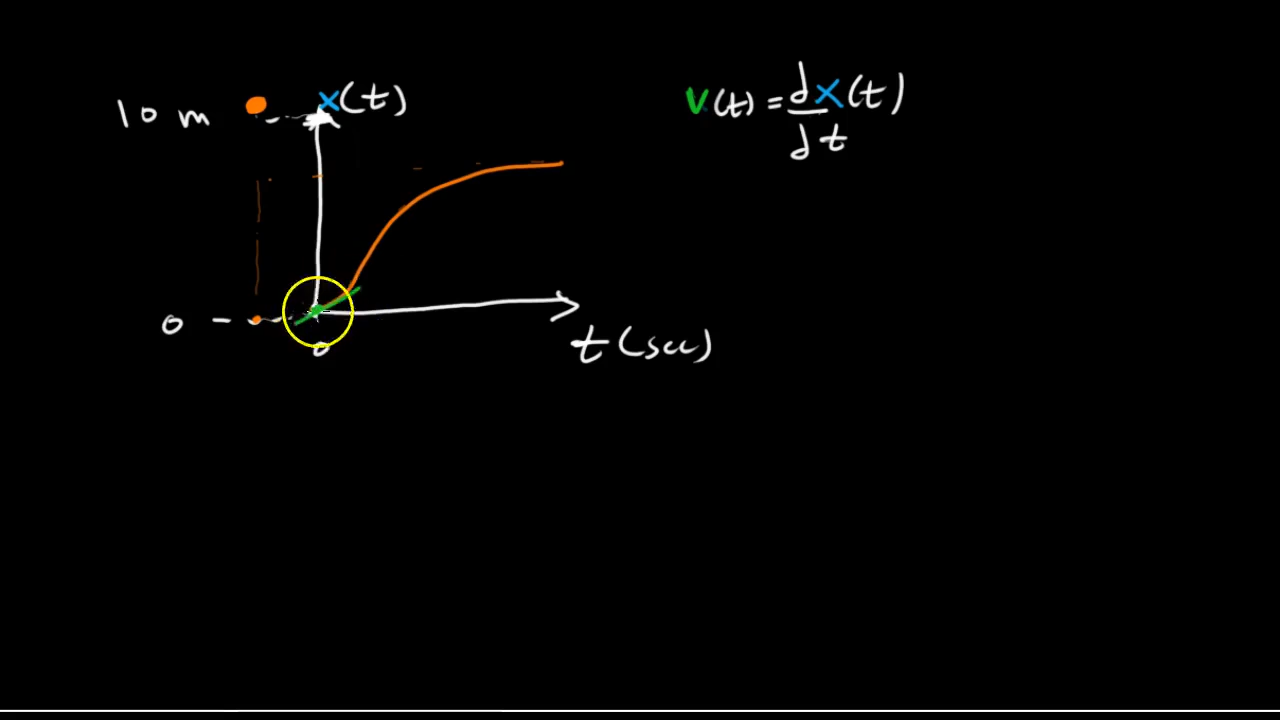 10 m
x(t)
v(t) = dx(t)
dt
0
0
t(sec)